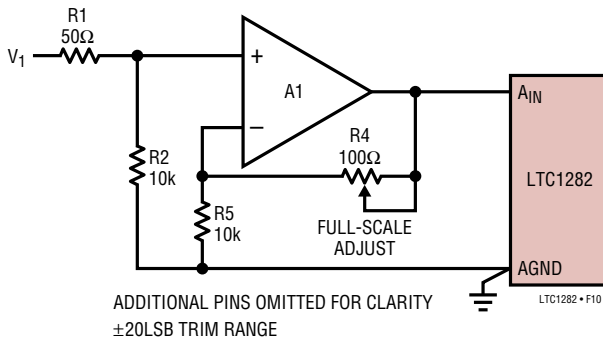 R1
50Ω
V1
+
A1
−
AIN
R4
100Ω
R2
10k
LTC1282
R5
10k
FULL-SCALE
ADJUST
AGND
LTC1282 • F10
ADDITIONAL PINS OMITTED FOR CLARITY
±20LSB TRIM RANGE